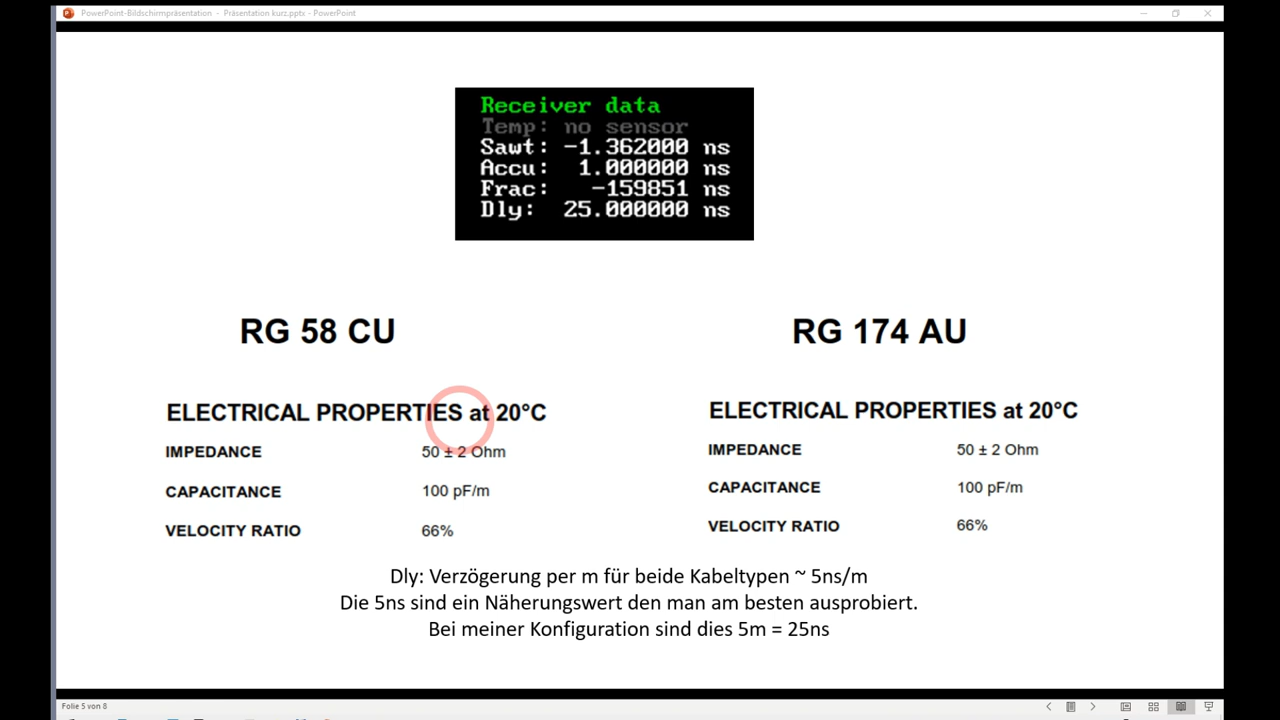 PowerPoint-Bildschirmpräsentation - Präsentation kurz.pptx - PowerPoint
Receiver data
Temp: no sensor
Sawt: -1.362000 ns
Accu: 1.000000 ns
Frac: -159851 ns
Dly: 25.000000 ns
RG 58 CU
ELECTRICAL PROPERTIES at 20°C
IMPEDANCE 50 ± 2 Ohm
CAPACITANCE 100 pF/m
VELOCITY RATIO 66%
RG 174 AU
ELECTRICAL PROPERTIES at 20°C
IMPEDANCE 50 ± 2 Ohm
CAPACITANCE 100 pF/m
VELOCITY RATIO 66%
Dly: Verzögerung per m für beide Kabeltypen ~ 5ns/m
Die 5ns sind ein Näherungswert den man am besten ausprobiert.
Bei meiner Konfiguration sind dies 5m = 25ns
Folie 5 von 8